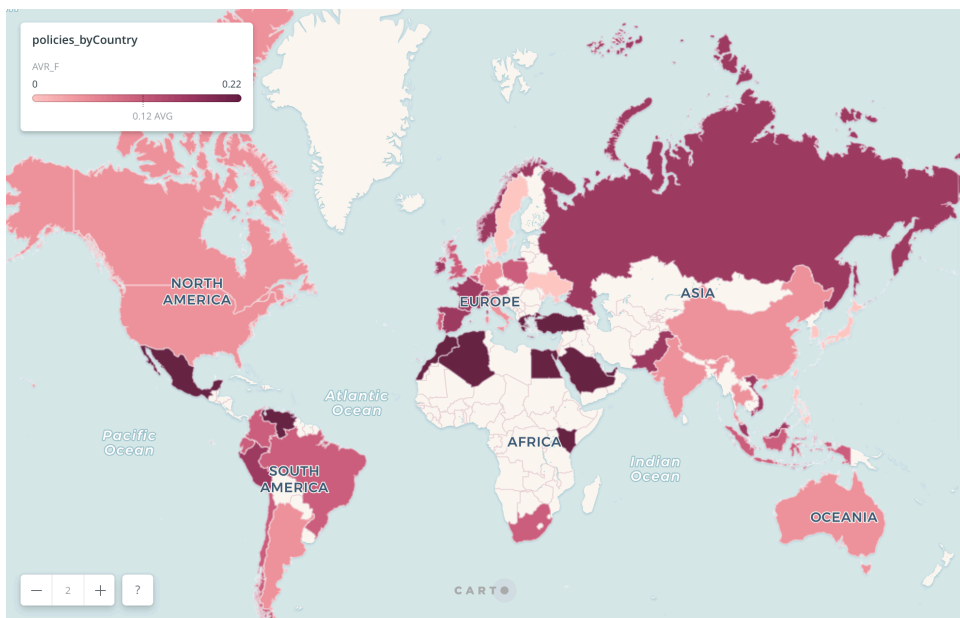 policies_byCountry
AVR_F
0 0.22
0.12 AVG
NORTH
AMERICA
EUROPE
ASIA
Atlantic
Ocean
Pacific
Ocean
AFRICA
SOUTH
AMERICA
Indian
Ocean
OCEANIA
− 2 + ?
CARTO